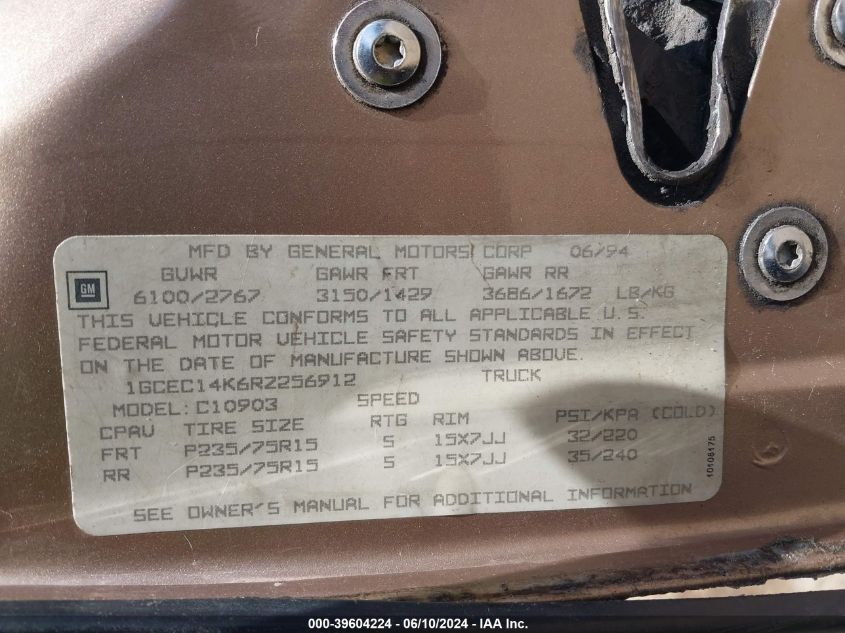 MFD BY GENERAL MOTORS CORP 06/94
GM
GVWR GAWR FRT GAWR RR
6100/2767 3150/1429 3686/1672 LB/KG
THIS VEHICLE CONFORMS TO ALL APPLICABLE U.S.
FEDERAL MOTOR VEHICLE SAFETY STANDARDS IN EFFECT
ON THE DATE OF MANUFACTURE SHOWN ABOVE.
1GCEC14K6RZ256912 TRUCK
MODEL: C10903 SPEED
CPAV TIRE SIZE RTG RIM PSI/KPA (COLD)
FRT P235/75R15 S 15X7JJ 32/220
RR P235/75R15 S 15X7JJ 35/240
SEE OWNER'S MANUAL FOR ADDITIONAL INFORMATION
10108175
000-39604224 - 06/10/2024 - IAA Inc.